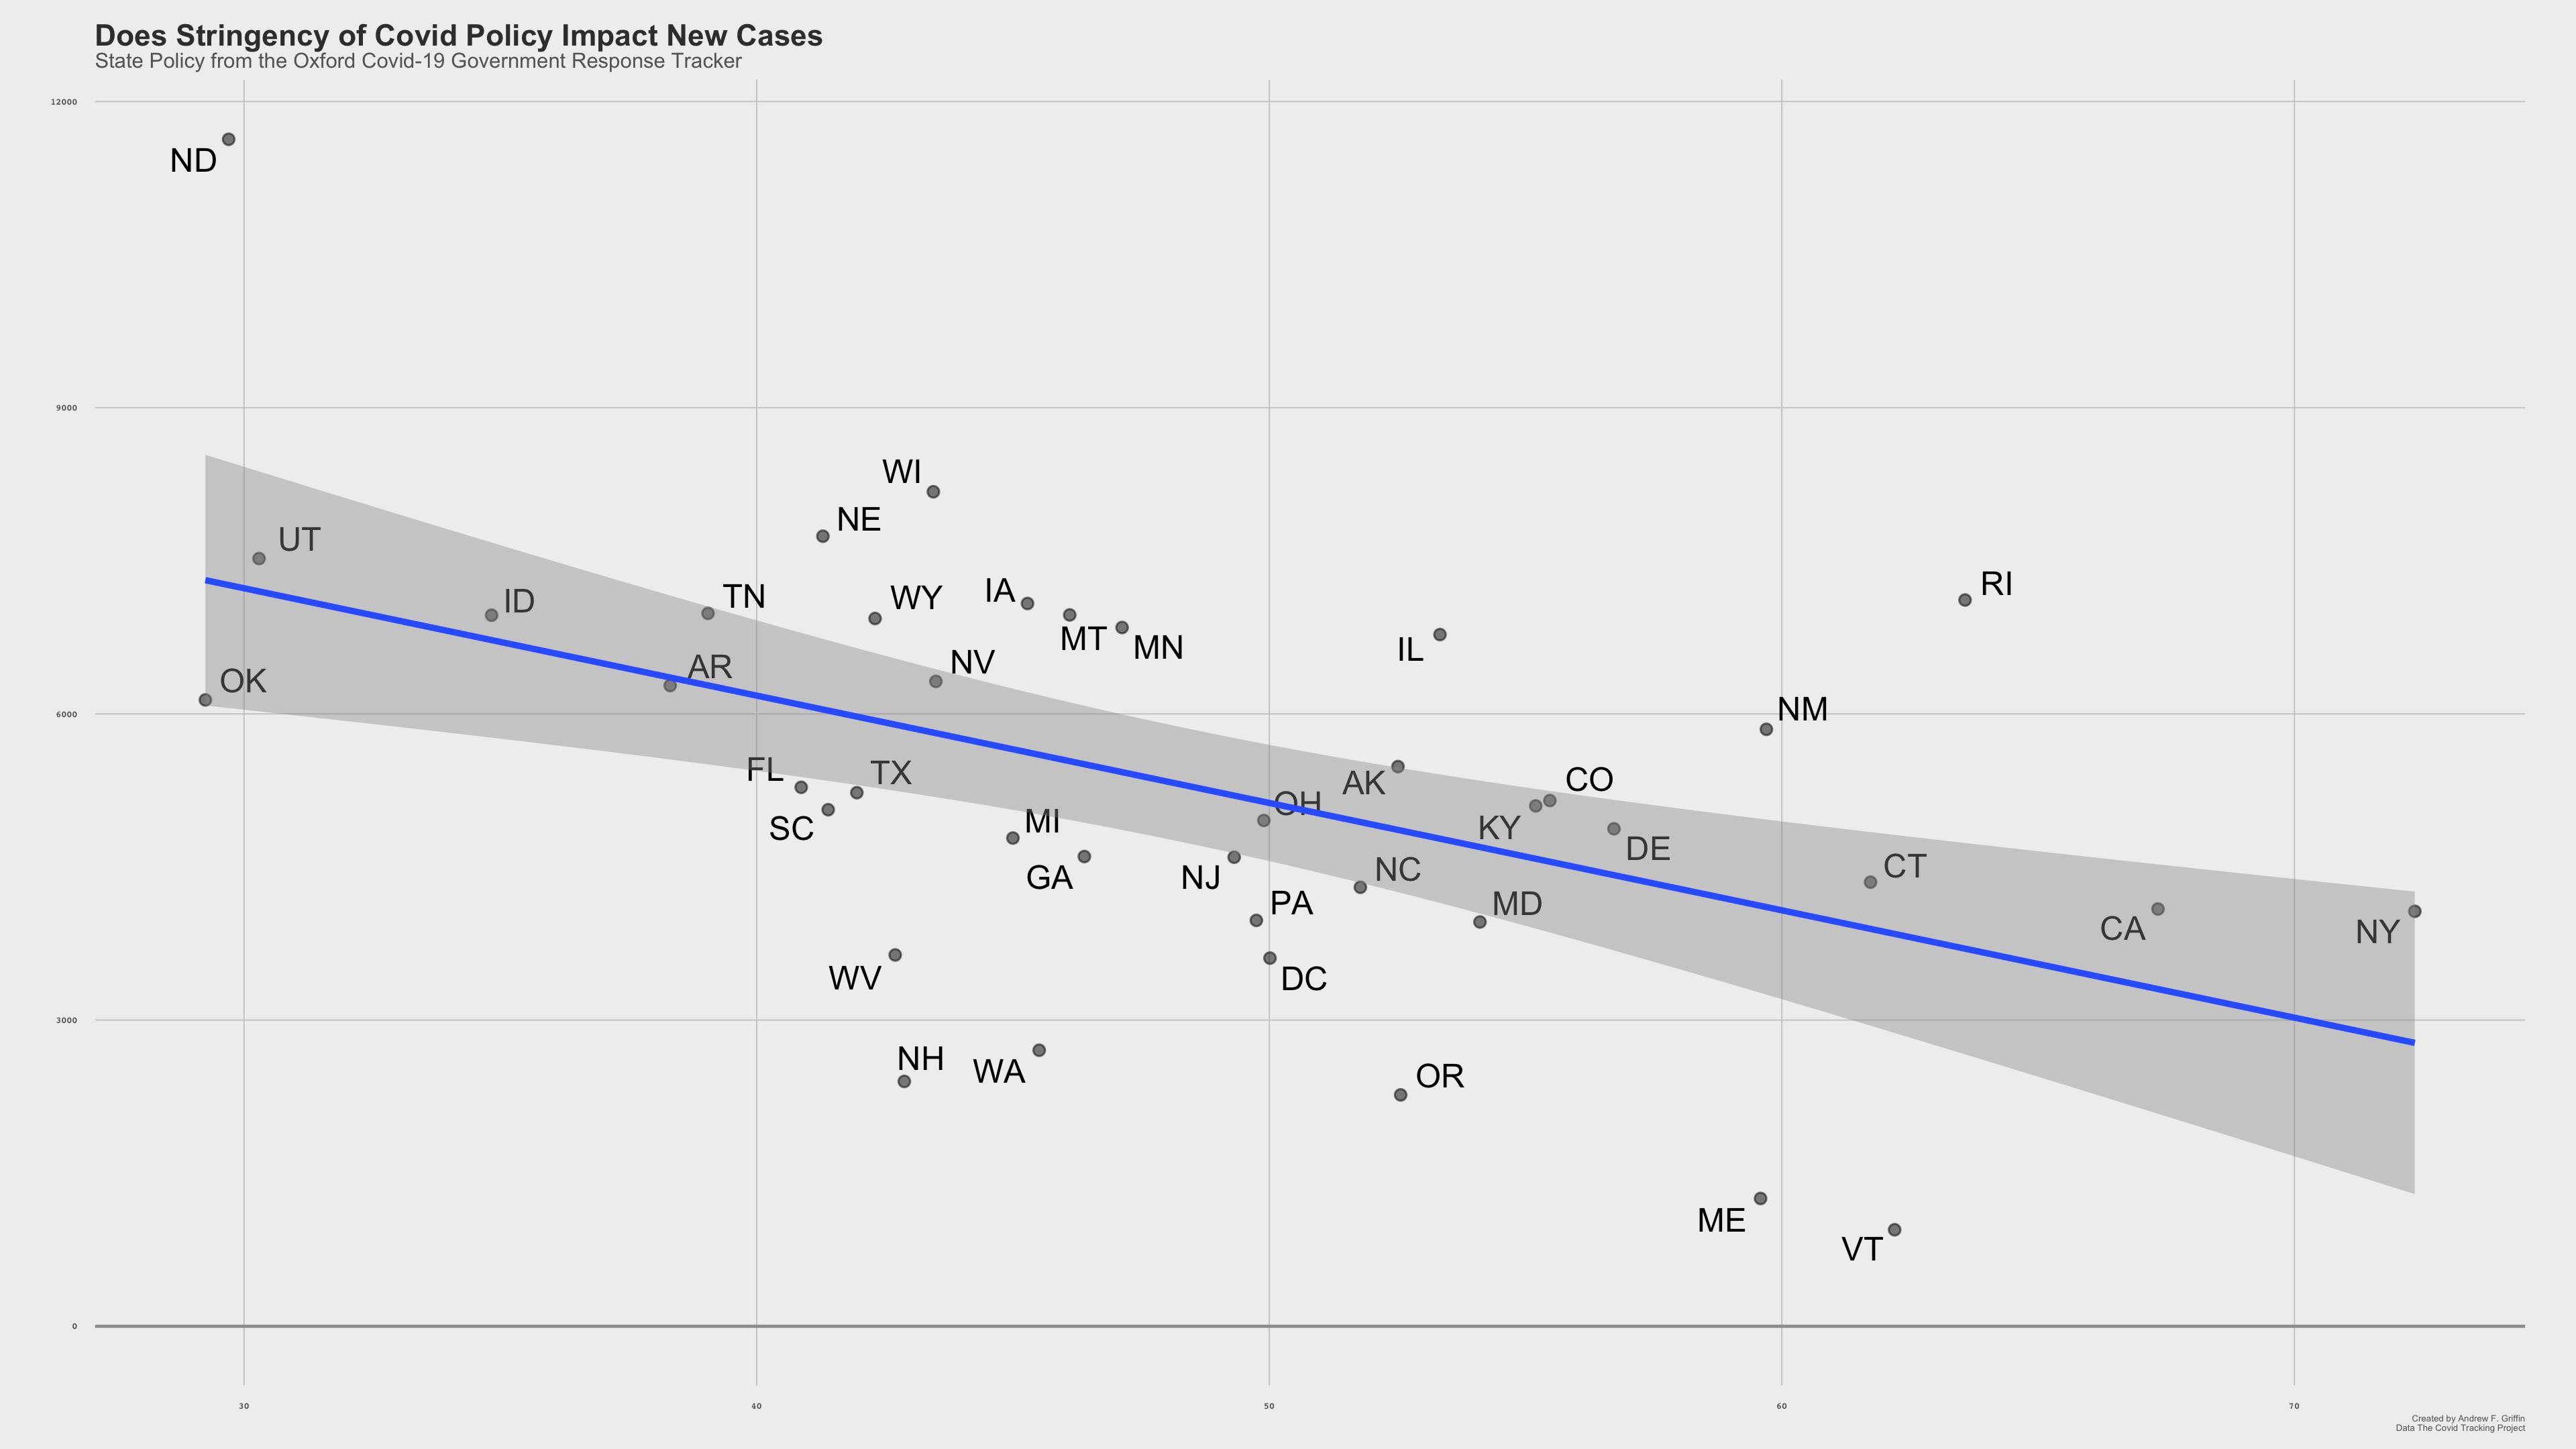 Does Stringency of Covid Policy Impact New Cases
State Policy from the Oxford Covid-19 Government Response Tracker
12000
ND
9000
WI
NE
UT
RI
IA
TN
WY
ID
MT
MN
IL
NV
AR
OK
NM
6000
FL
TX
CO
AK
OH
MI
KY
SC
DE
CT
NC
GA
NJ
PA
MD
CA
NY
WV
DC
3000
NH
WA
OR
ME
VT
0
30 40 50 60 70
Created by Andrew F. Griffin
Data The Covid Tracking Project